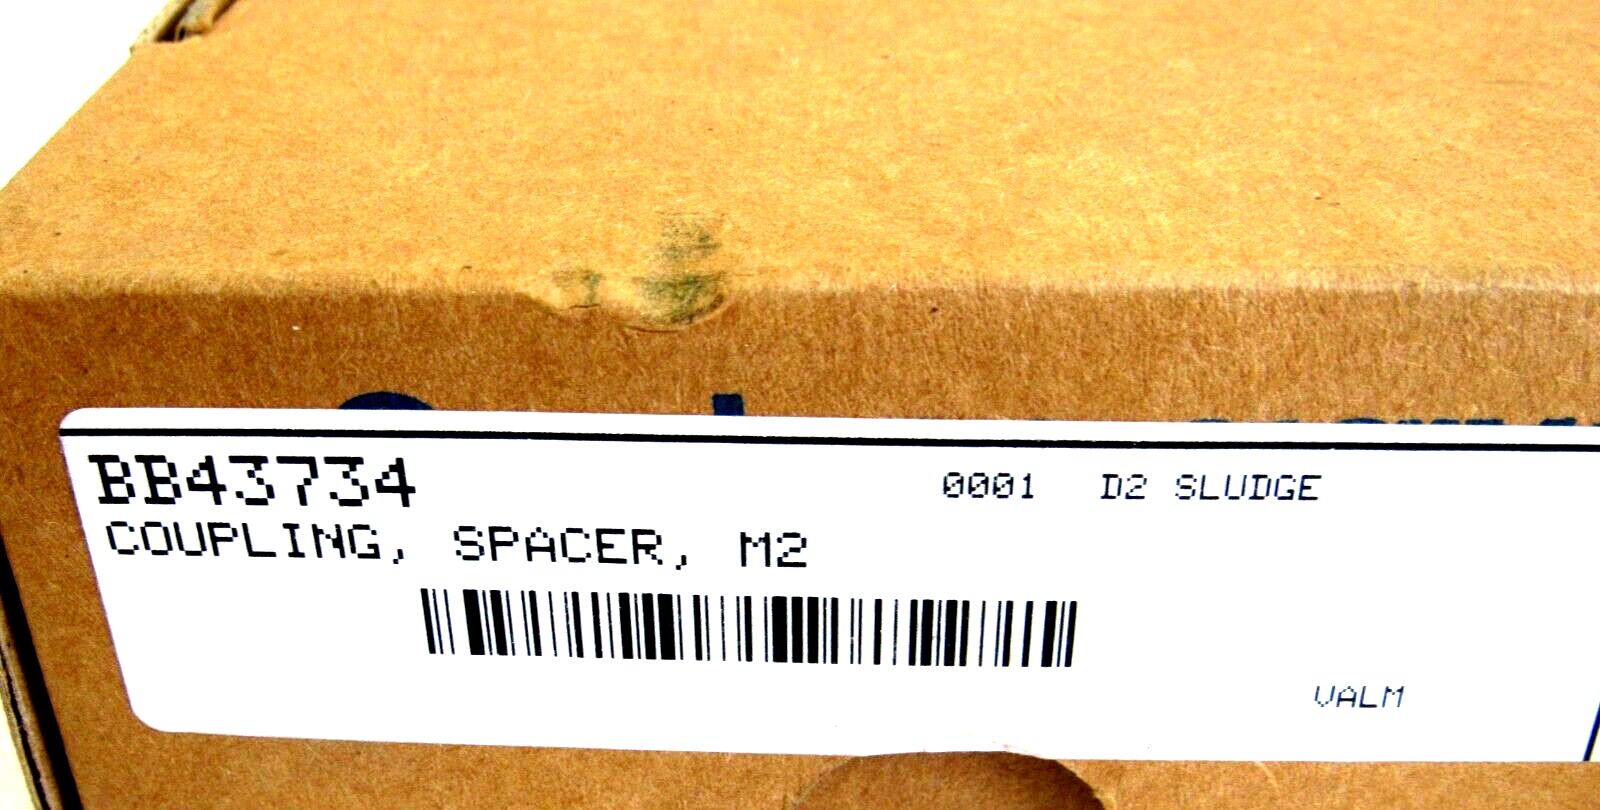 BB43734 0001 D2 SLUDGE
COUPLING, SPACER, M2
VALM